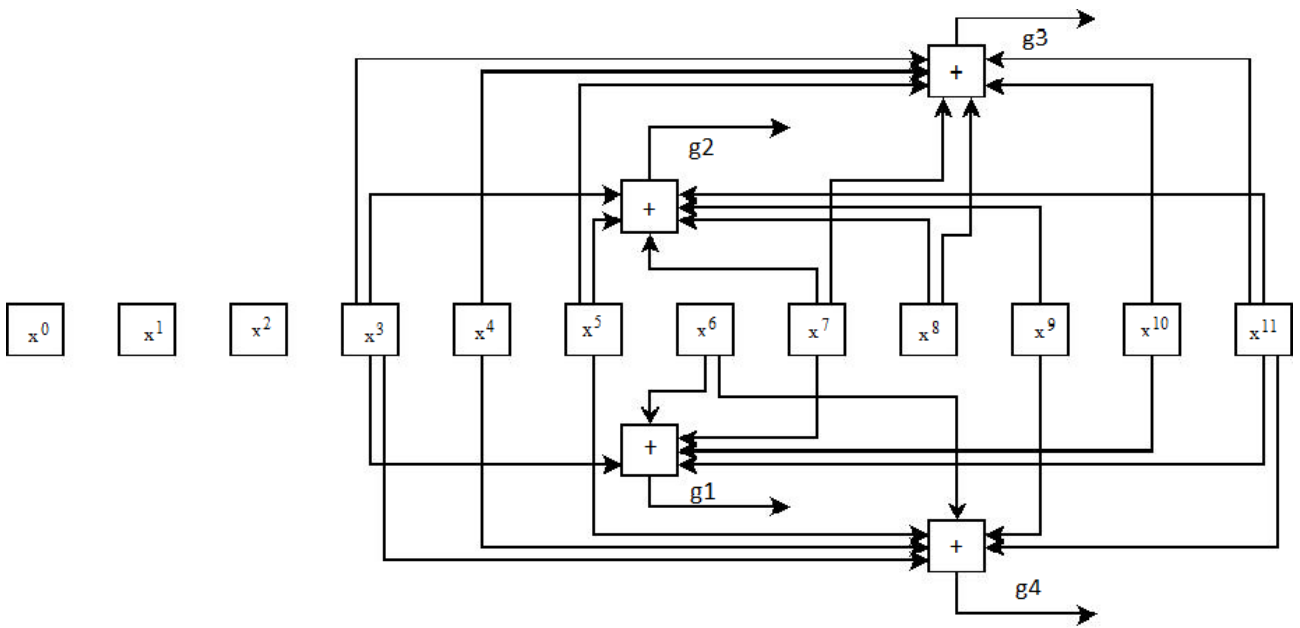 g3
+
g2
+
x⁰ x¹ x² x³ x⁴ x⁵ x⁶ x⁷ x⁸ x⁹ x¹⁰ x¹¹
+
g1
+
g4